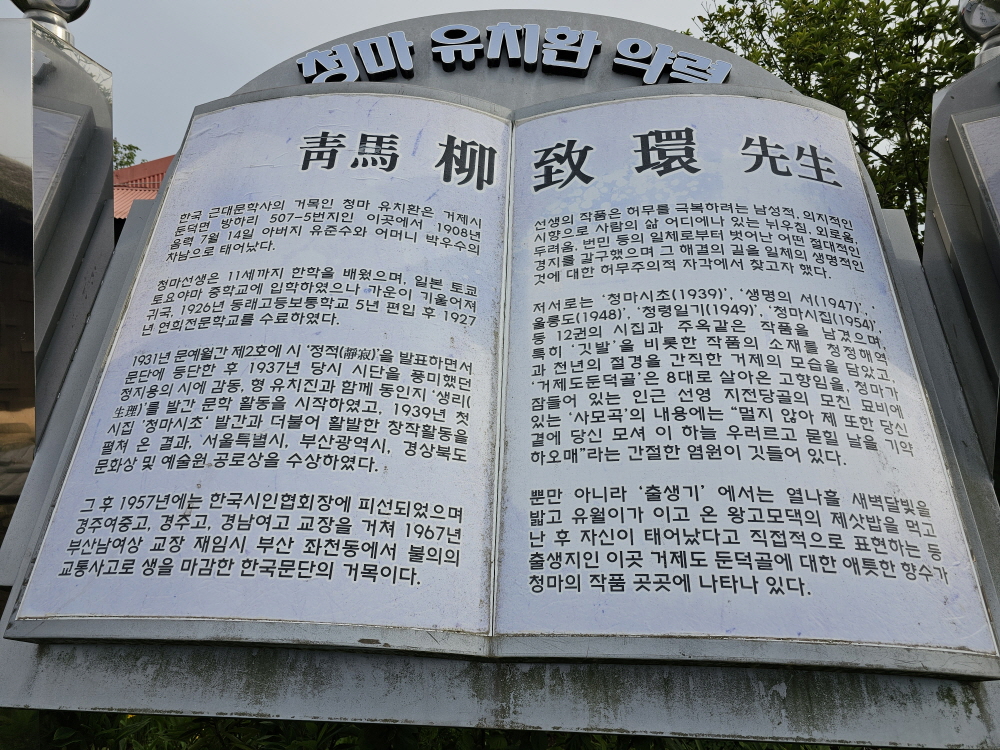 청마 유치환 약력
靑馬 柳致環 先生
한국 근대문학사의 거목인 청마 유치환은 거제시
둔덕면 방하리 507-5번지인 이곳에서 1908년
음력 7월 14일 아버지 유준수와 어머니 박우수의
차남으로 태어났다.
청마선생은 11세까지 한학을 배웠으며, 일본 토쿄
토요야마 중학교에 입학하였으나 가운이 기울어져
귀국, 1926년 동래고등보통학교 5년 편입 후 1927
년 연희전문학교를 수료하였다.
1931년 문예월간 제2호에 시 '정적(靜寂)'을 발표하면서
문단에 등단한 후 1937년 당시 시단을 풍미했던
정지용의 시에 감동, 형 유치진과 함께 동인지 '생리(
生理)'를 발간 문학 활동을 시작하였고, 1939년 첫
시집 '청마시초' 발간과 더불어 활발한 창작활동을
펼쳐 온 결과, 서울특별시, 부산광역시, 경상북도
문화상 및 예술원 공로상을 수상하였다.
그 후 1957년에는 한국시인협회장에 피선되었으며
경주여중고, 경주고, 경남여고 교장을 거쳐 1967년
부산남여상 교장 재임시 부산 좌천동에서 불의의
교통사고로 생을 마감한 한국문단의 거목이다.
선생의 작품은 허무를 극복하려는 남성적, 의지적인
시향으로 사람의 삶 어디에나 있는 뉘우침, 외로움,
두려움, 번민 등의 일체로부터 벗어난 어떤 절대적인
경지를 갈구했으며 그 해결의 길을 일체의 생명적인
것에 대한 허무주의적 자각에서 찾고자 했다.
저서로는 '청마시초(1939)', '생명의 서(1947)', '
울릉도(1948)', '청령일기(1949)', '청마시집(1954)',
등 12권의 시집과 주옥같은 작품을 남겼으며,
특히 '깃발'을 비롯한 작품의 소재를 청정해역
과 천년의 절경을 간직한 거제의 모습을 담았고,
'거제도둔덕골'은 8대로 살아온 고향임을, 청마가
잠들어 있는 인근 선영 지전당골의 모친 묘비에
있는 '사모곡'의 내용에는 "멀지 않아 제 또한 당신
곁에 당신 모셔 이 하늘 우러르고 묻힐 날을 기약
하오매"라는 간절한 염원이 깃들어 있다.
뿐만 아니라 '출생기' 에서는 열나흘 새벽달빛을
밟고 유월이가 이고 온 왕고모댁의 제삿밥을 먹고
난 후 자신이 태어났다고 직접적으로 표현하는 등
출생지인 이곳 거제도 둔덕골에 대한 애틋한 향수가
청마의 작품 곳곳에 나타나 있다.